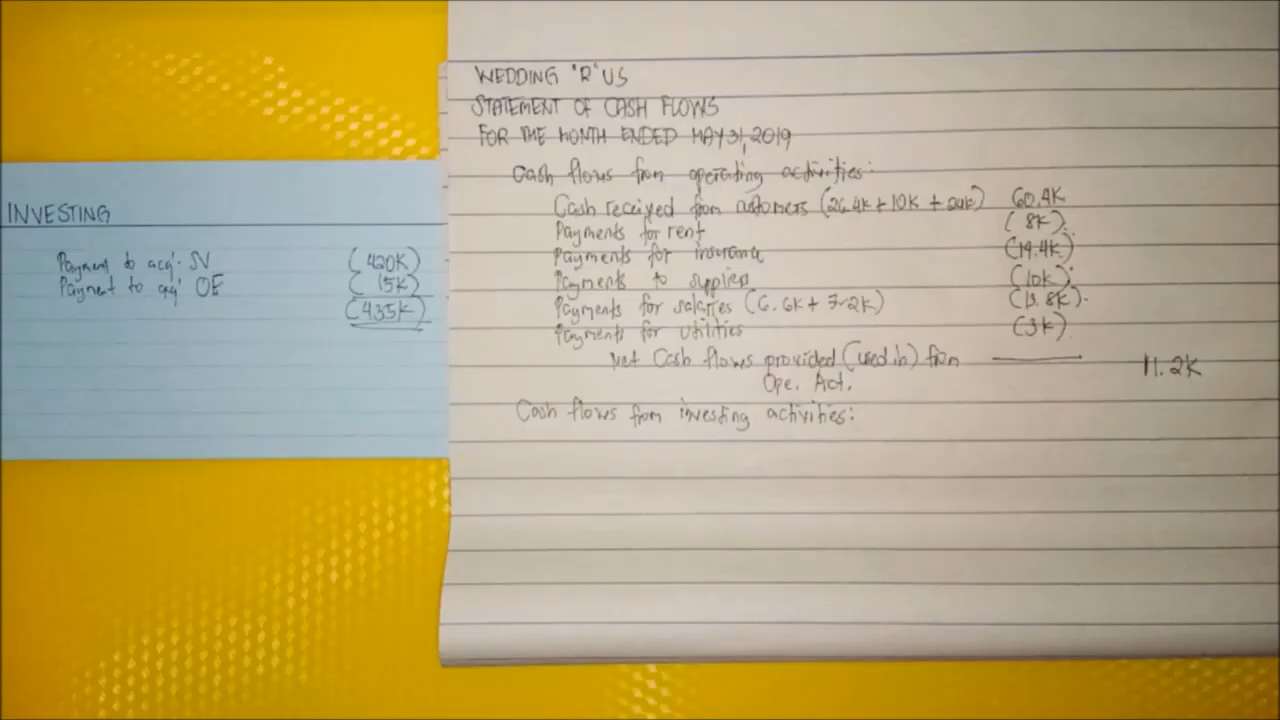 INVESTING
Payment to acq. SV (420K)
Payment to acq. OE (15K)
(435K)
WEDDING "R" US
STATEMENT OF CASH FLOWS
FOR THE MONTH ENDED MAY 31, 2019
Cash flows from operating activities:
Cash received from customers (26.4K + 10K + 24K) 60.4K
Payments for rent (8K)
Payments for insurance (14.4K)
Payments to suppliers (10K)
Payments for salaries (6.6K + 7.2K) (13.8K)
Payments for utilities (3K)
Net Cash flows provided (used in) from 11.2K
Ope. Act.
Cash flows from investing activities: